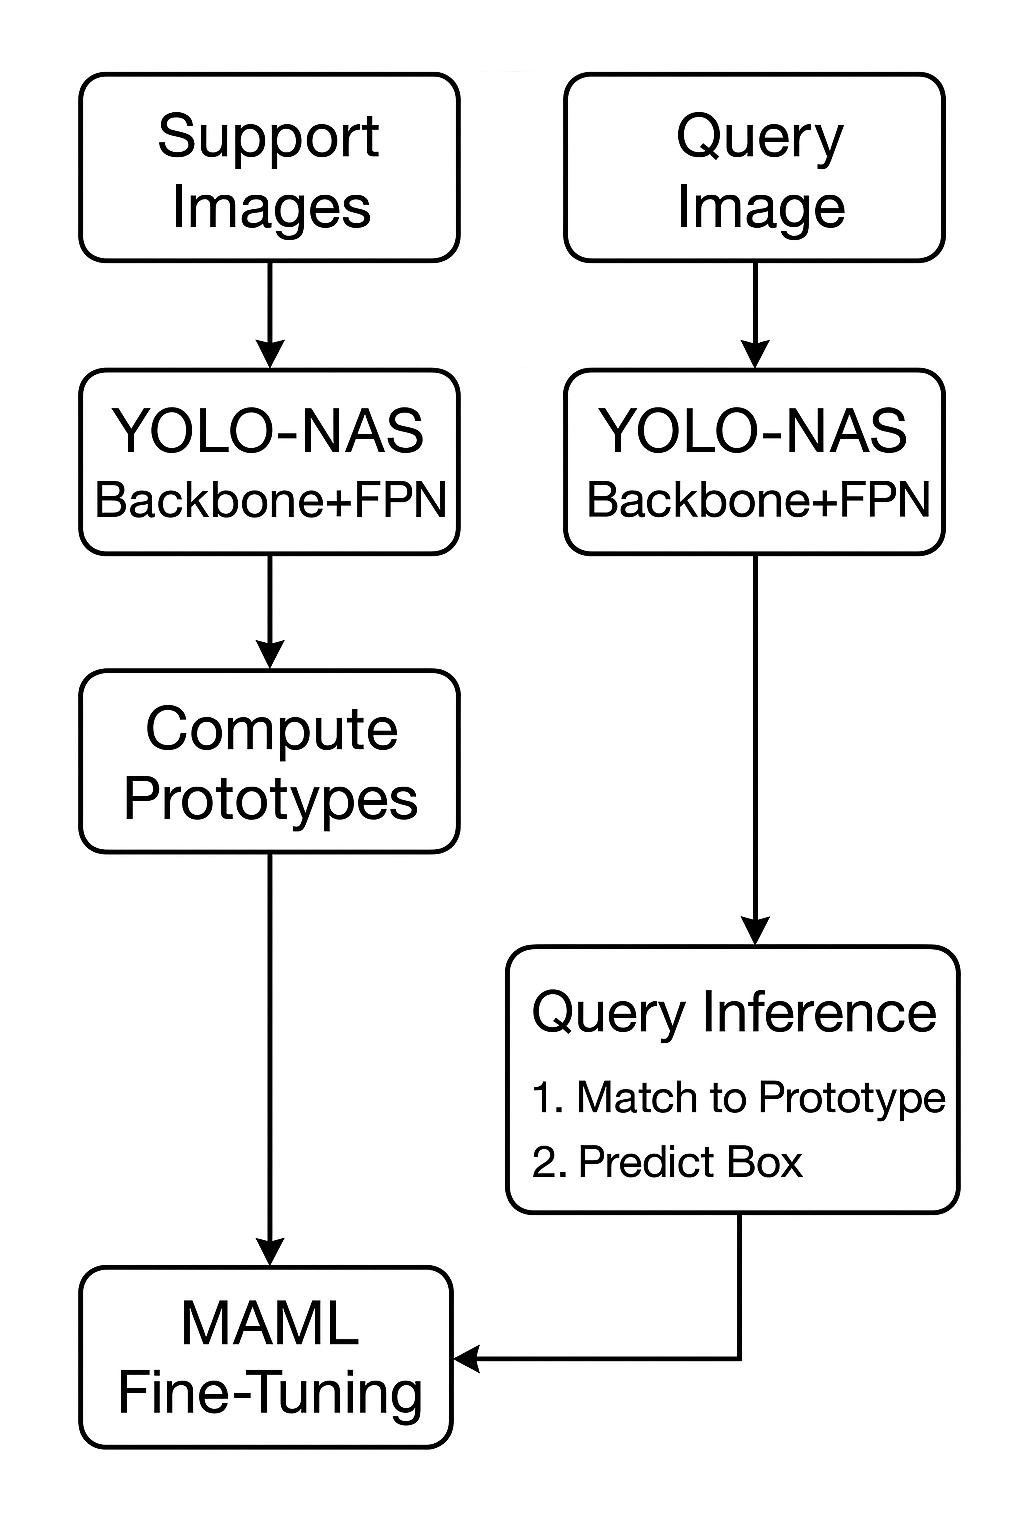 Support
Images
Query
Image
YOLO-NAS
Backbone+FPN
YOLO-NAS
Backbone+FPN
Compute
Prototypes
Query Inference
1. Match to Prototype
2. Predict Box
MAML
Fine-Tuning